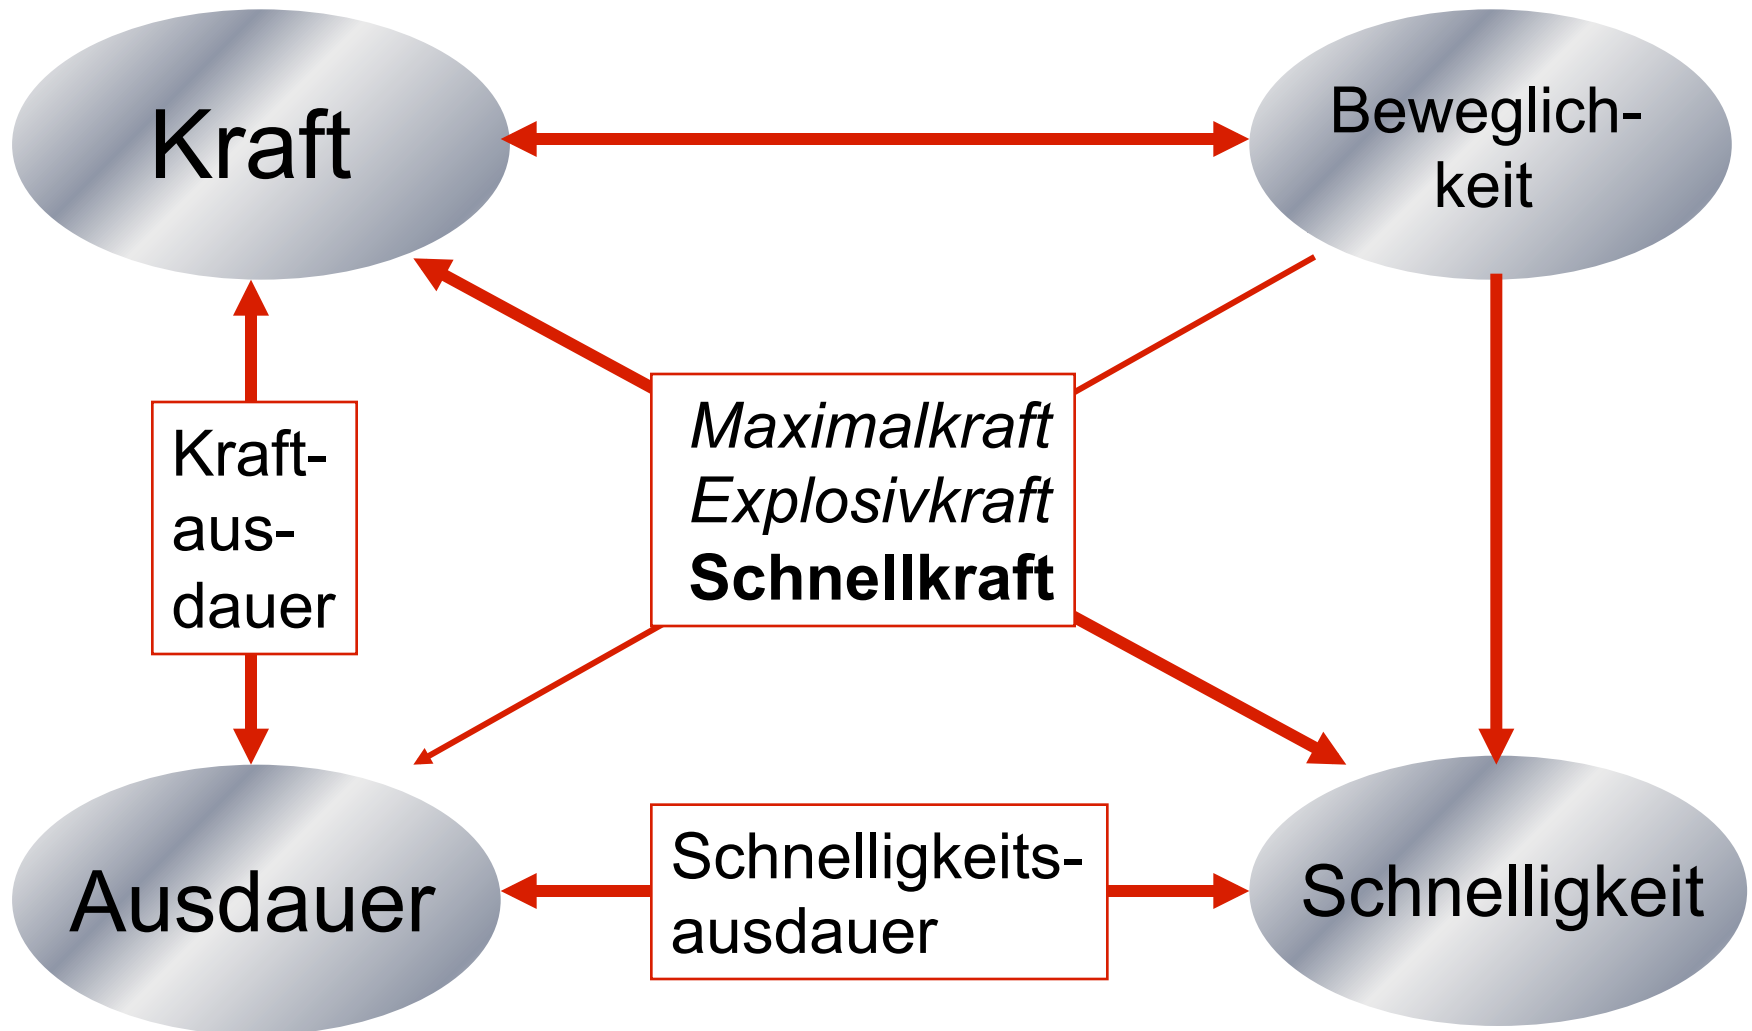 Kraft
Beweglich-
keit
Maximalkraft
Explosivkraft
Schnellkraft
Kraft-
aus-
dauer
Ausdauer
Schnelligkeits-
ausdauer
Schnelligkeit